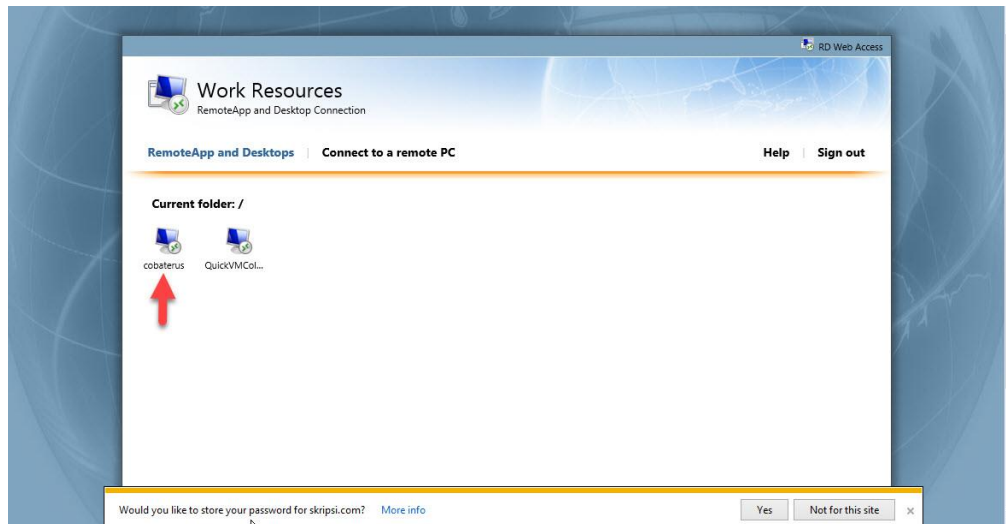 RD Web Access
Work Resources
RemoteApp and Desktop Connection
RemoteApp and Desktops Connect to a remote PC Help Sign out
Current folder: /
cobaterus QuickVMCol...
Would you like to store your password for skripsi.com? More info Yes Not for this site ×